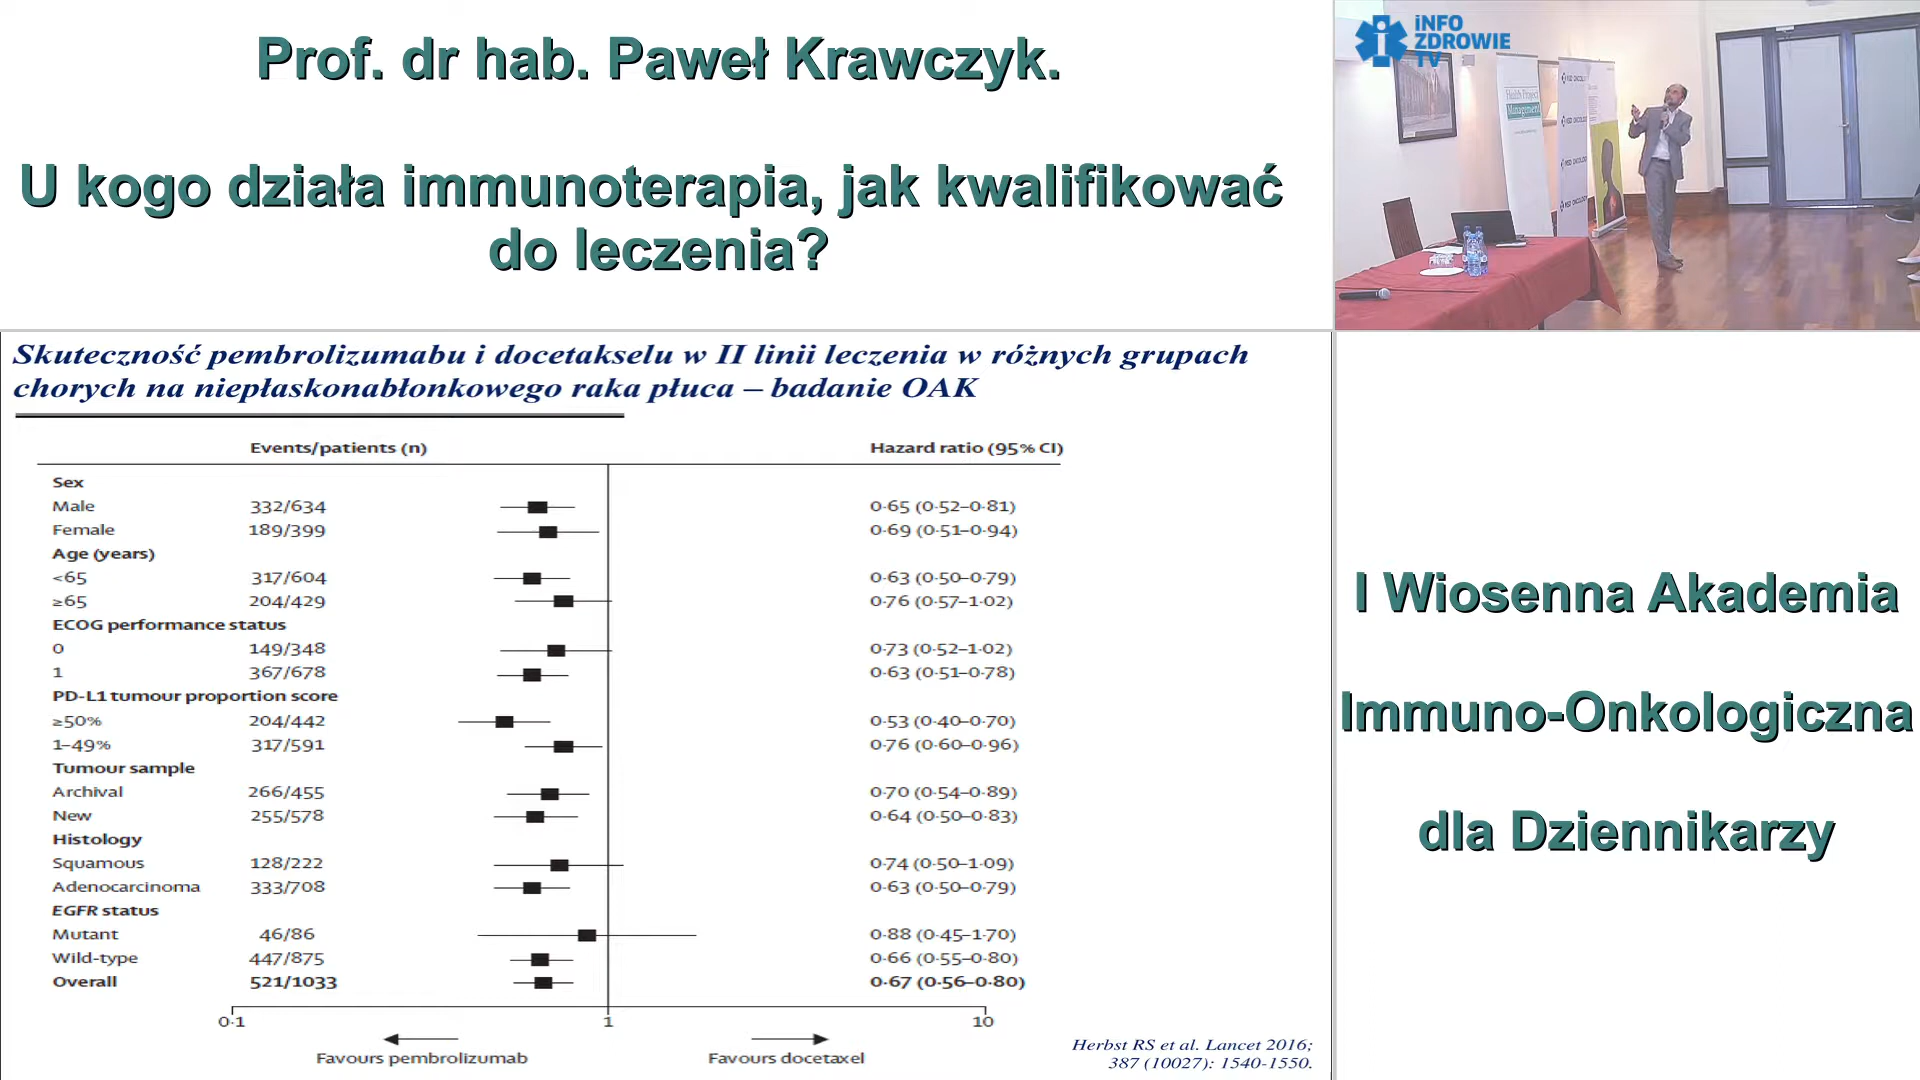 Prof. dr hab. Paweł Krawczyk.
U kogo działa immunoterapia, jak kwalifikować
do leczenia?
iNFO
ZDROWIE
TV
Health Project
Management
MSD ONCOLOGY
MSD ONCOLOGY
MSD ONCOLOGY
Skuteczność pembrolizumabu i docetakselu w II linii leczenia w różnych grupach
chorych na niepłaskonabłonkowego raka płuca – badanie OAK
Events/patients (n) Hazard ratio (95% CI)
Sex
Male 332/634 0·65 (0·52–0·81)
Female 189/399 0·69 (0·51–0·94)
Age (years)
<65 317/604 0·63 (0·50–0·79)
≥65 204/429 0·76 (0·57–1·02)
ECOG performance status
0 149/348 0·73 (0·52–1·02)
1 367/678 0·63 (0·51–0·78)
PD-L1 tumour proportion score
≥50% 204/442 0·53 (0·40–0·70)
1–49% 317/591 0·76 (0·60–0·96)
Tumour sample
Archival 266/455 0·70 (0·54–0·89)
New 255/578 0·64 (0·50–0·83)
Histology
Squamous 128/222 0·74 (0·50–1·09)
Adenocarcinoma 333/708 0·63 (0·50–0·79)
EGFR status
Mutant 46/86 0·88 (0·45–1·70)
Wild-type 447/875 0·66 (0·55–0·80)
Overall 521/1033 0·67 (0·56–0·80)
0·1 1 10
Favours pembrolizumab Favours docetaxel
Herbst RS et al. Lancet 2016;
387 (10027): 1540-1550.
I Wiosenna Akademia
Immuno-Onkologiczna
dla Dziennikarzy